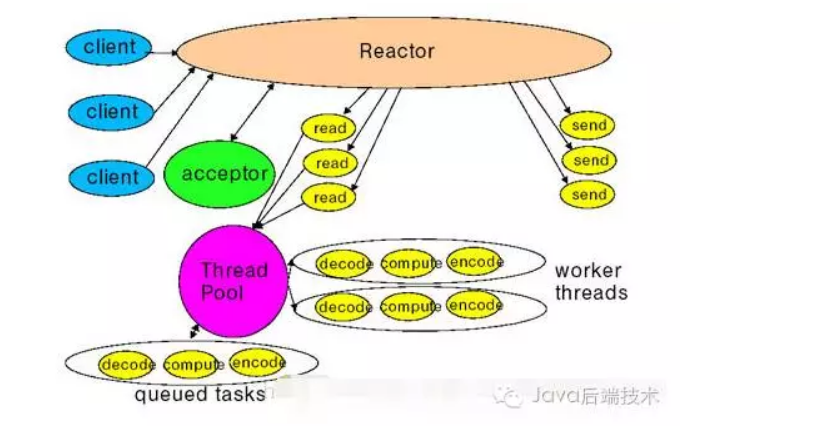 client
Reactor
client
client
acceptor
read
read
read
send
send
send
Thread
Pool
decode compute encode
decode compute encode
worker
threads
decode compute encode
queued tasks
Java后端技术